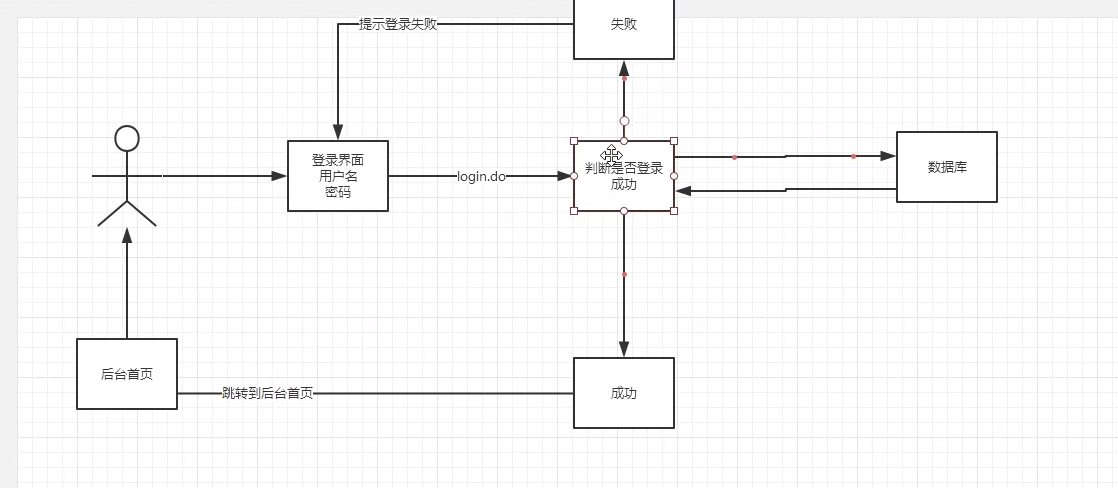 提示登录失败
失败
登录界面
用户名
密码
login.do
判断是否登录
成功
数据库
后台首页
跳转到后台首页
成功